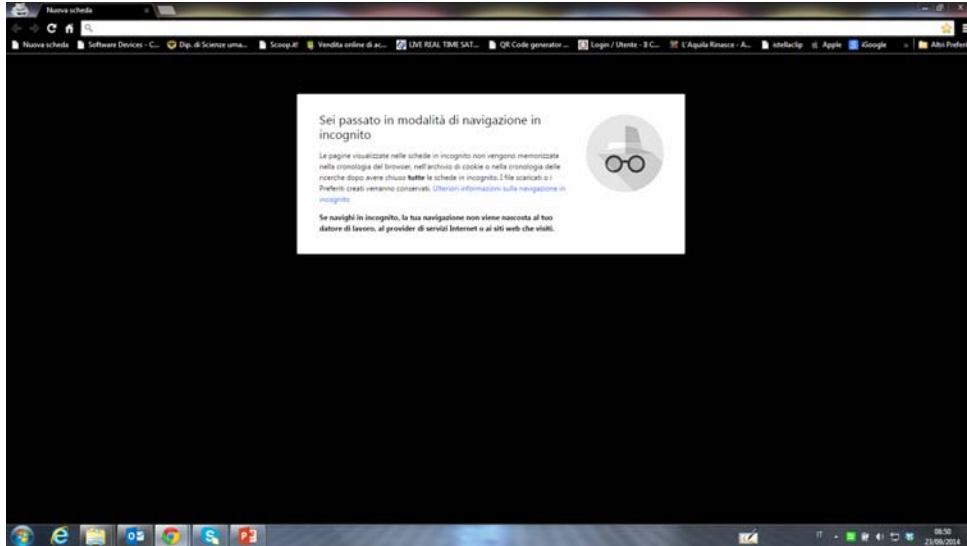 Nuova scheda
Nuova scheda Software Devices - C... Dip. di Scienze uma... Scoop.it! Vendita online di ac... LIVE REAL TIME SAT... QR Code generator ... Login / Utente - Il C... L'Aquila Rinasce - A... istellaclip Apple iGoogle » Altri Preferi
Sei passato in modalità di navigazione in
incognito
Le pagine visualizzate nelle schede in incognito non vengono memorizzate
nella cronologia del browser, nell'archivio di cookie o nella cronologia delle
ricerche dopo avere chiuso tutte le schede in incognito. I file scaricati o i
Preferiti creati verranno conservati. Ulteriori informazioni sulla navigazione in
incognito
Se navighi in incognito, la tua navigazione non viene nascosta al tuo
datore di lavoro, al provider di servizi Internet o ai siti web che visiti.
IT 08:50
23/09/2014